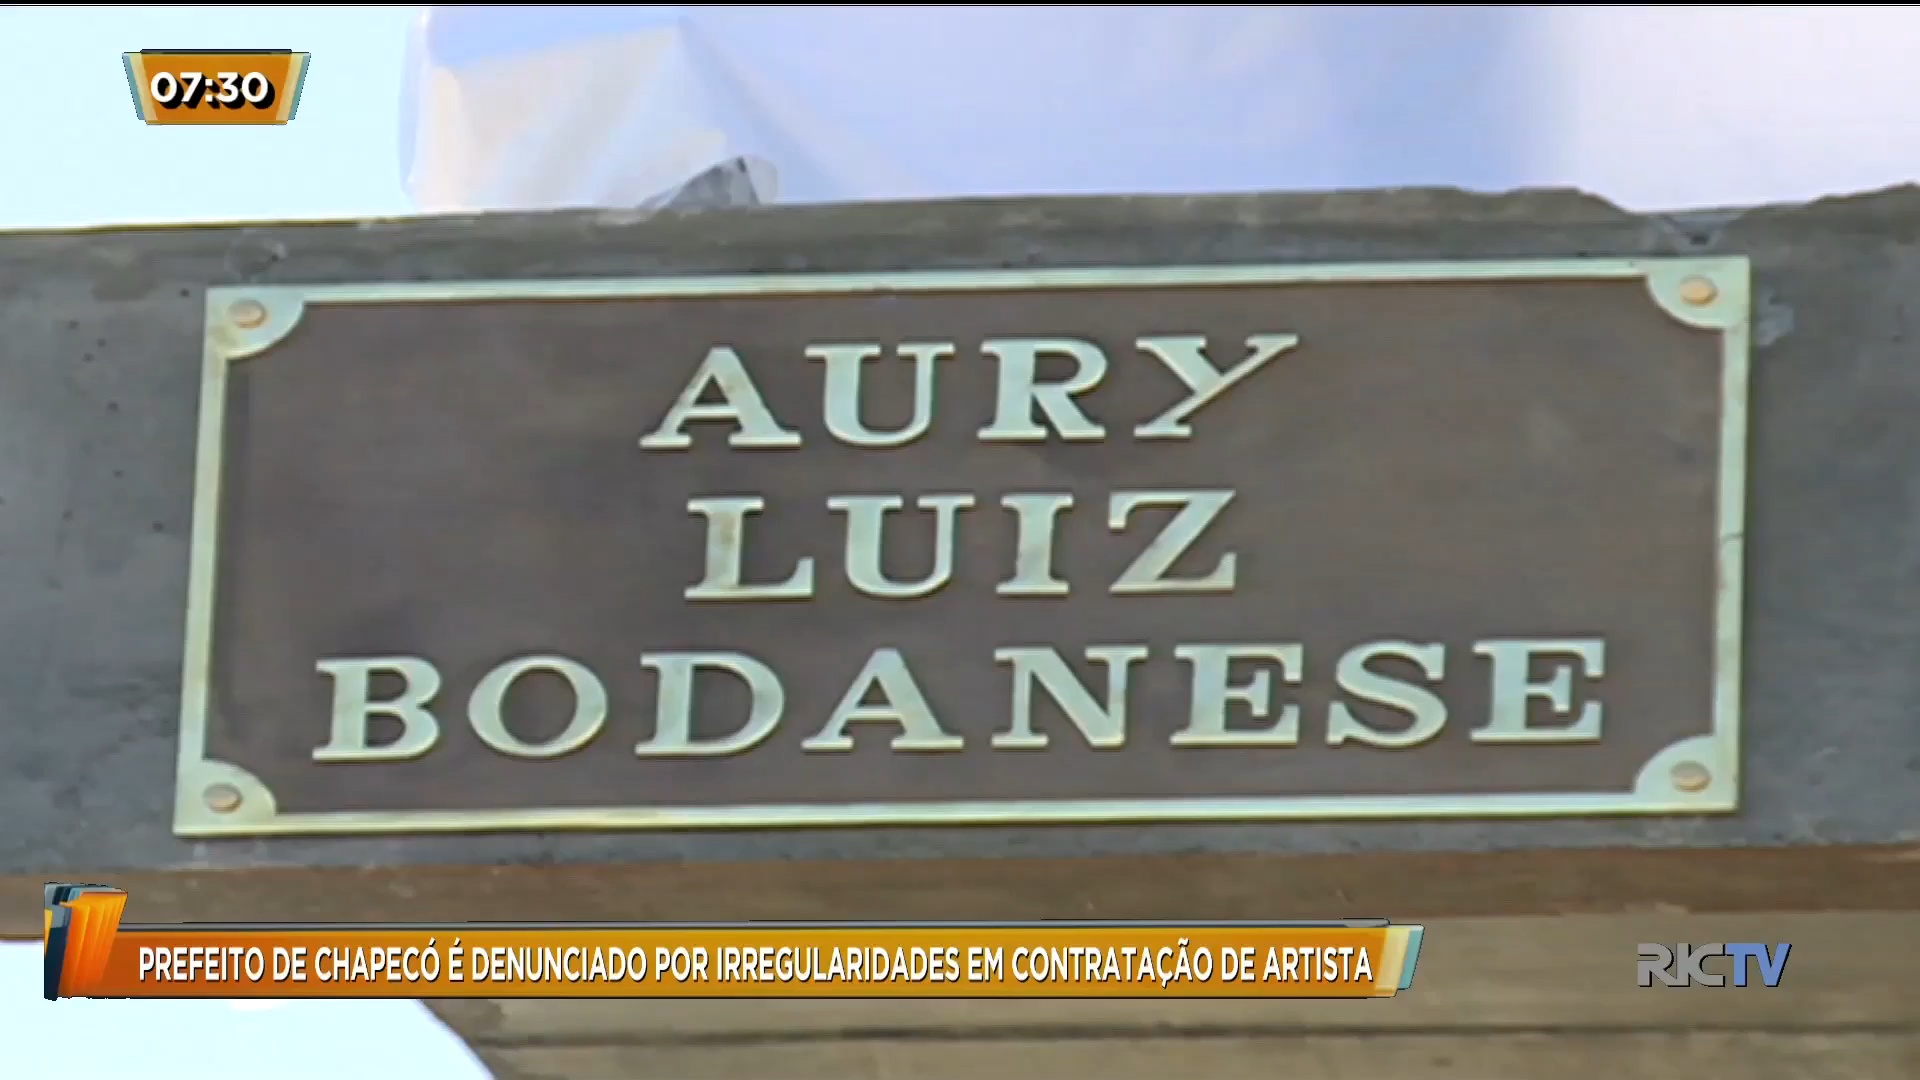 07:30
AURY
LUIZ
BODANESE
PREFEITO DE CHAPECÓ É DENUNCIADO POR IRREGULARIDADES EM CONTRATAÇÃO DE ARTISTA
RICTV